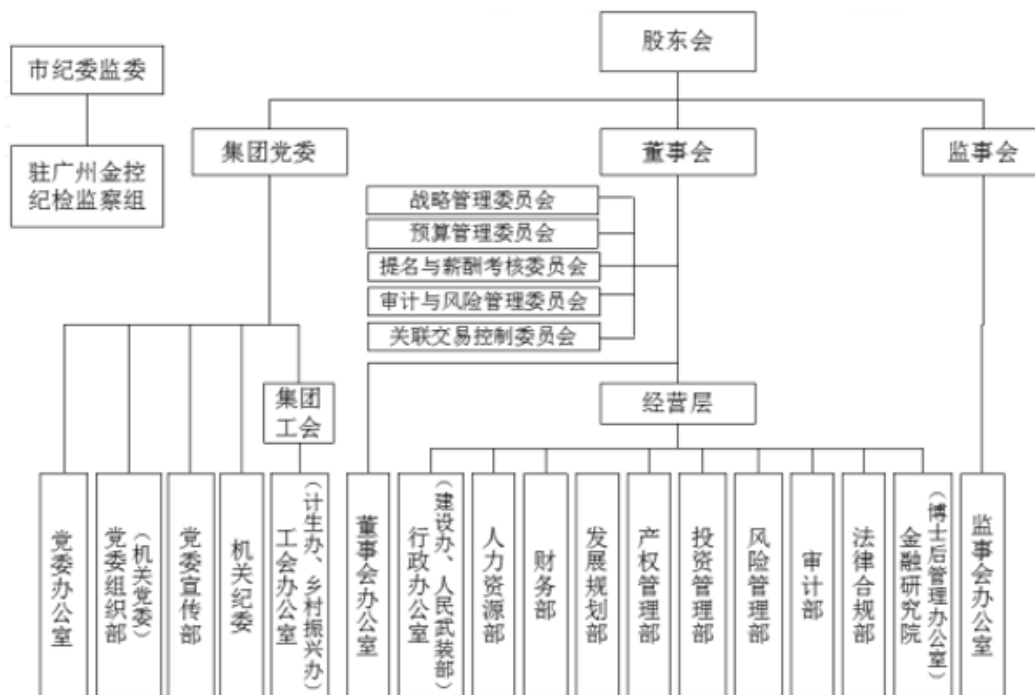 股东会
市纪委监委
集团党委
董事会
监事会
驻广州金控
纪检监察组
战略管理委员会
预算管理委员会
提名与薪酬考核委员会
审计与风险管理委员会
关联交易控制委员会
集团
工会
经营层
党委办公室
党委组织部
（机关党委）
党委宣传部
机关纪委
工会办公室
（计生办、乡村振兴办）
董事会办公室
行政办公室
（建设办、人民武装部）
人力资源部
财务部
发展规划部
产权管理部
投资管理部
风险管理部
审计部
法律合规部
金融研究院
（博士后管理办公室）
监事会办公室